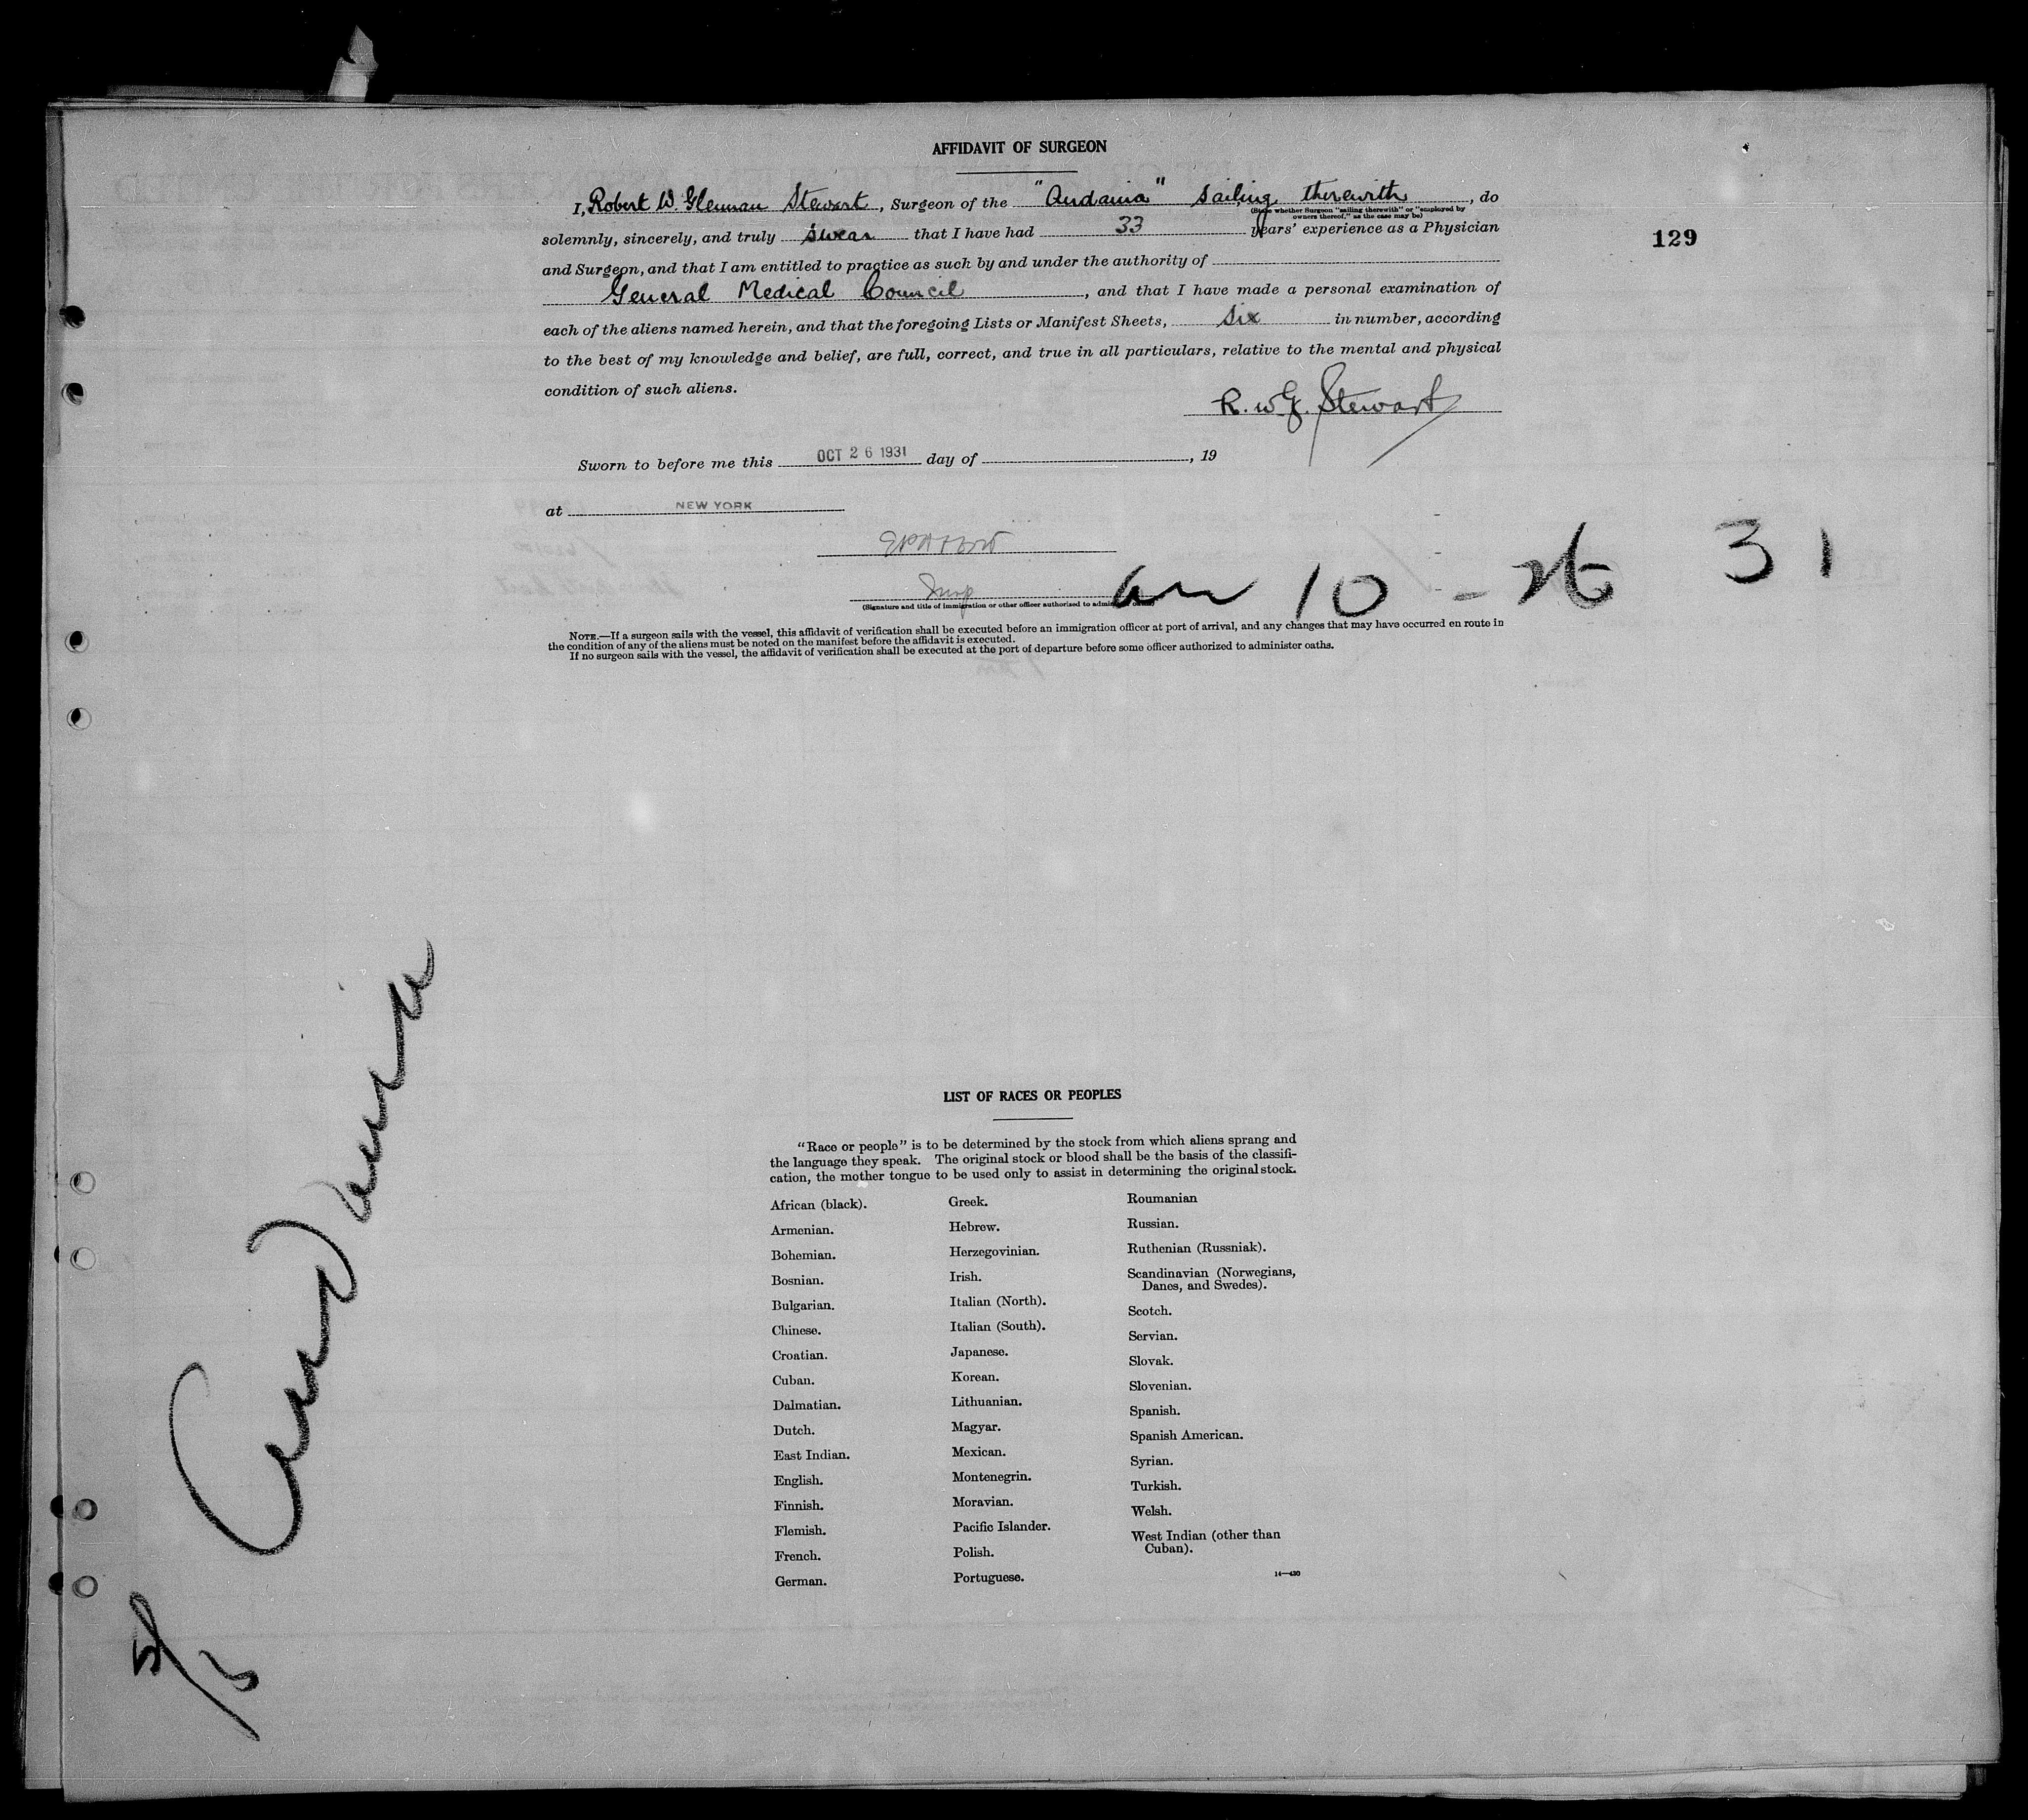 AFFIDAVIT OF SURGEON
I, Robert W. Glennan Stewart, Surgeon of the "Andania" sailing therewith, do
(State whether Surgeon "sailing therewith" or "employed by
owners thereof," as the case may be)
solemnly, sincerely, and truly swear that I have had 33 years' experience as a Physician
129
and Surgeon, and that I am entitled to practice as such by and under the authority of
General Medical Council, and that I have made a personal examination of
each of the aliens named herein, and that the foregoing Lists or Manifest Sheets, six in number, according
to the best of my knowledge and belief, are full, correct, and true in all particulars, relative to the mental and physical
condition of such aliens.
R. W. G. Stewart
Sworn to before me this OCT 26 1931 day of , 19
at NEW YORK
Insp
10 - 26 31
(Signature and title of immigration or other officer authorized to
NOTE.—If a surgeon sails with the vessel, this affidavit of verification shall be executed before an immigration officer at port of arrival, and any changes that may have occurred en route in
the condition of any of the aliens must be noted on the manifest before the affidavit is executed.
If no surgeon sails with the vessel, the affidavit of verification shall be executed at the port of departure before some officer authorized to administer oaths.
Andania
LIST OF RACES OR PEOPLES
"Race or people" is to be determined by the stock from which aliens sprang and
the language they speak. The original stock or blood shall be the basis of the classifi-
cation, the mother tongue to be used only to assist in determining the original stock.
African (black).
Armenian.
Bohemian.
Bosnian.
Bulgarian.
Chinese.
Croatian.
Cuban.
Dalmatian.
Dutch.
East Indian.
English.
Finnish.
Flemish.
French.
German.
Greek.
Hebrew.
Herzegovinian.
Irish.
Italian (North).
Italian (South).
Japanese.
Korean.
Lithuanian.
Magyar.
Mexican.
Montenegrin.
Moravian.
Pacific Islander.
Polish.
Portuguese.
Roumanian
Russian.
Ruthenian (Russniak).
Scandinavian (Norwegians,
Danes, and Swedes).
Scotch.
Servian.
Slovak.
Slovenian.
Spanish.
Spanish American.
Syrian.
Turkish.
Welsh.
West Indian (other than
Cuban).
14—430